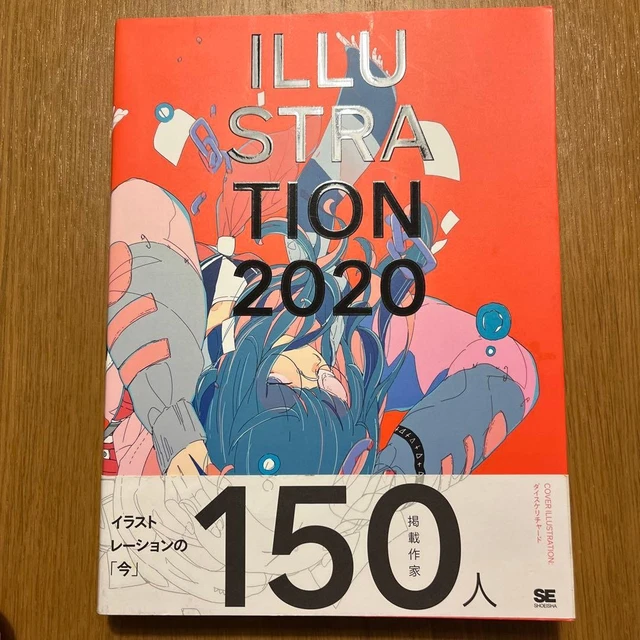 ILLU
STRA
TION
2020
イラスト
レーションの
「今」
150人
掲載作家
COVER ILLUSTRATION:
ダイスケリチャード
SE
SHOEISHA